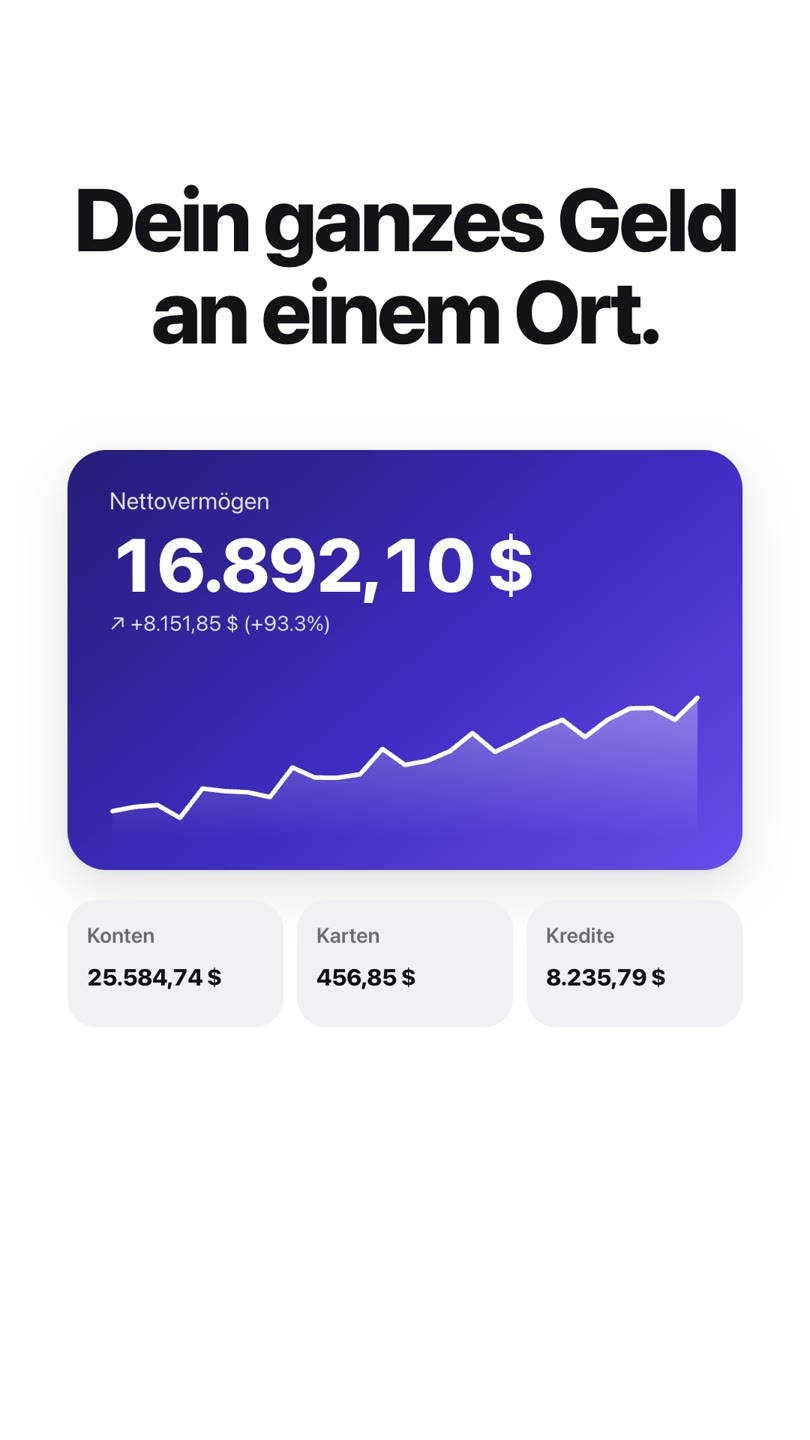 Dein ganzes Geld
an einem Ort.
Nettovermögen
16.892,10 $
↗ +8.151,85 $ (+93.3%)
Konten
25.584,74 $
Karten
456,85 $
Kredite
8.235,79 $